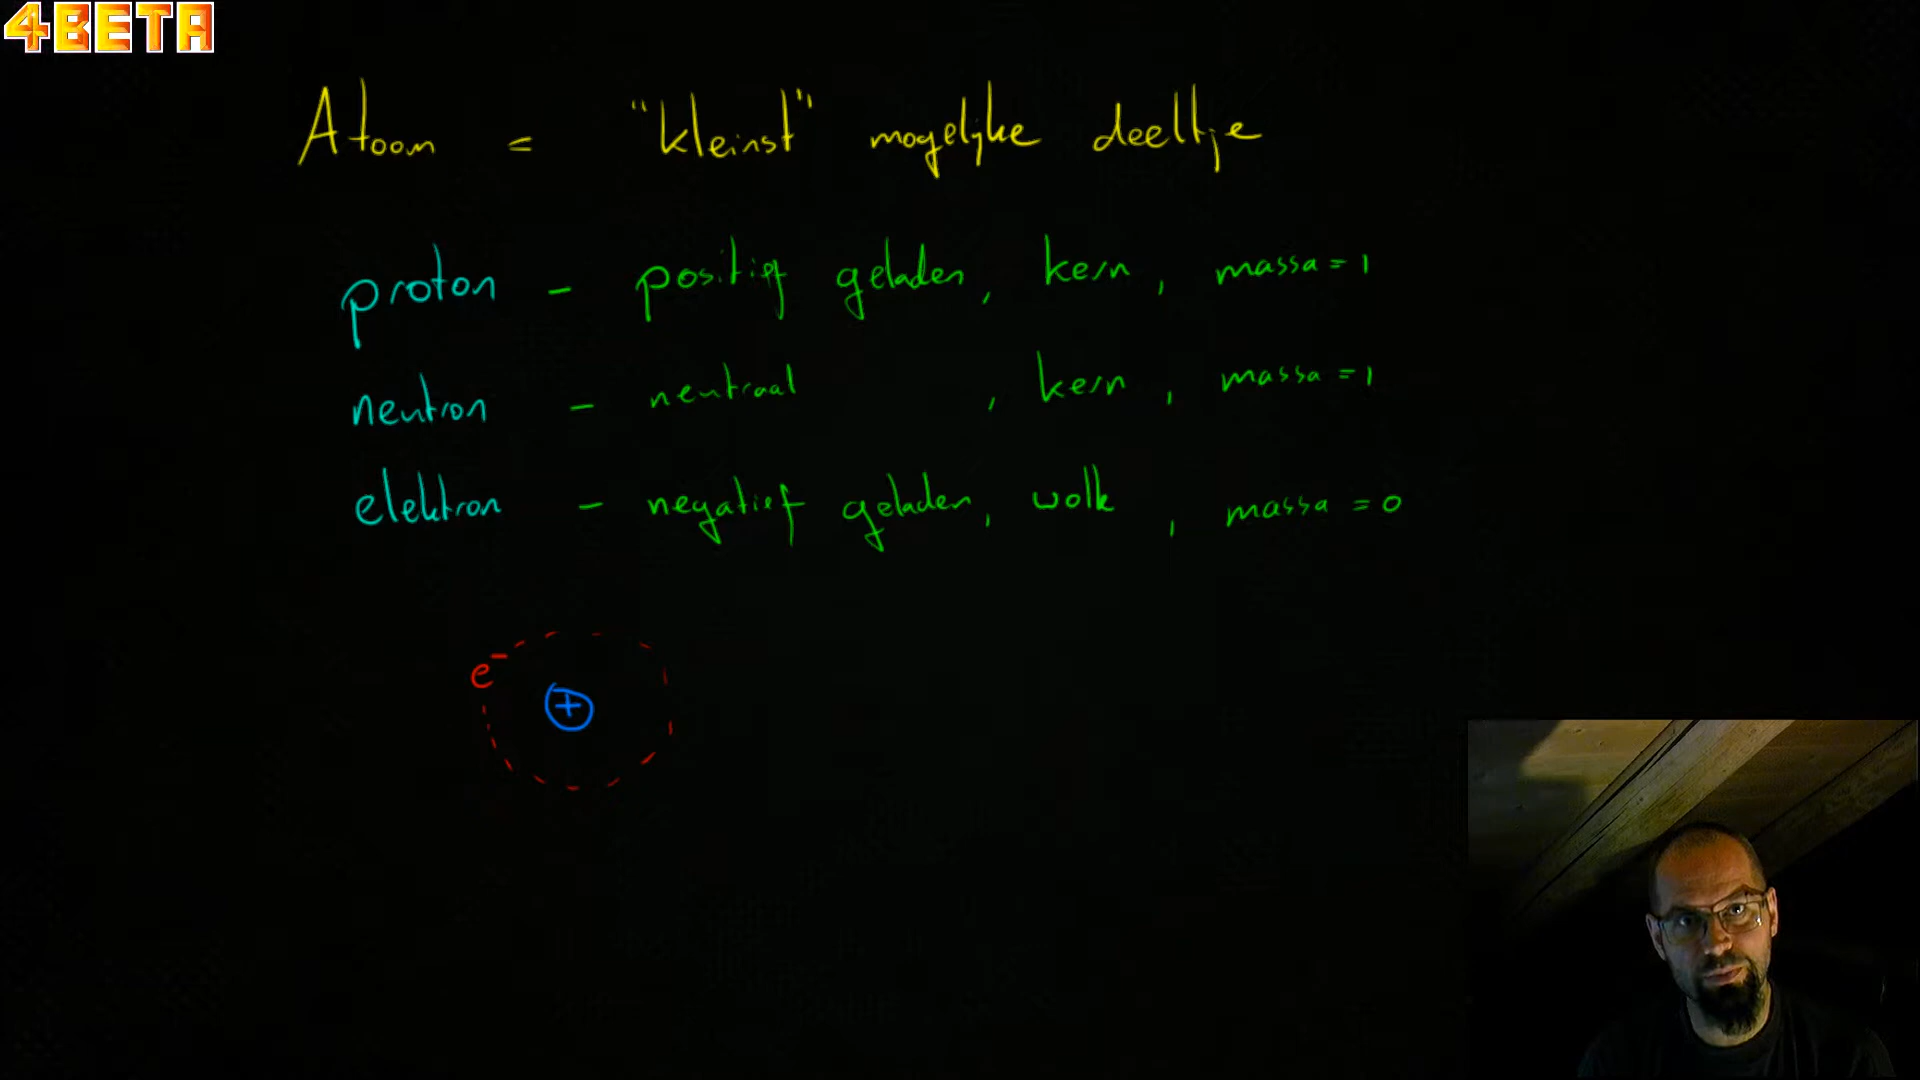 4BETA
Atoom = "kleinst" mogelijke deeltje
proton - positief geladen, kern, massa = 1
neutron - neutraal, kern, massa = 1
elektron - negatief geladen, wolk, massa = 0
e⁻
+